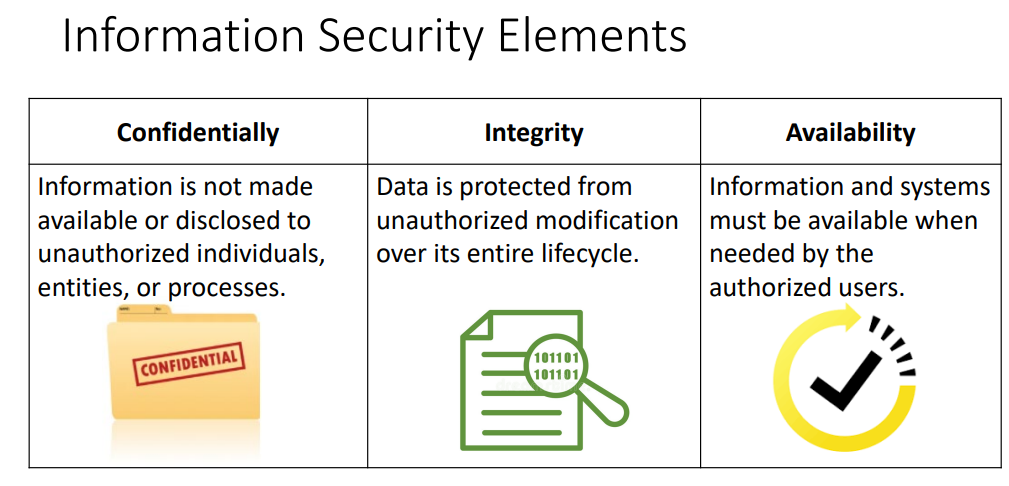 Information Security Elements
Confidentially
Integrity
Availability
Information is not made
available or disclosed to
unauthorized individuals,
entities, or processes.
CONFIDENTIAL
Data is protected from
unauthorized modification
over its entire lifecycle.
101101
101101
Information and systems
must be available when
needed by the
authorized users.